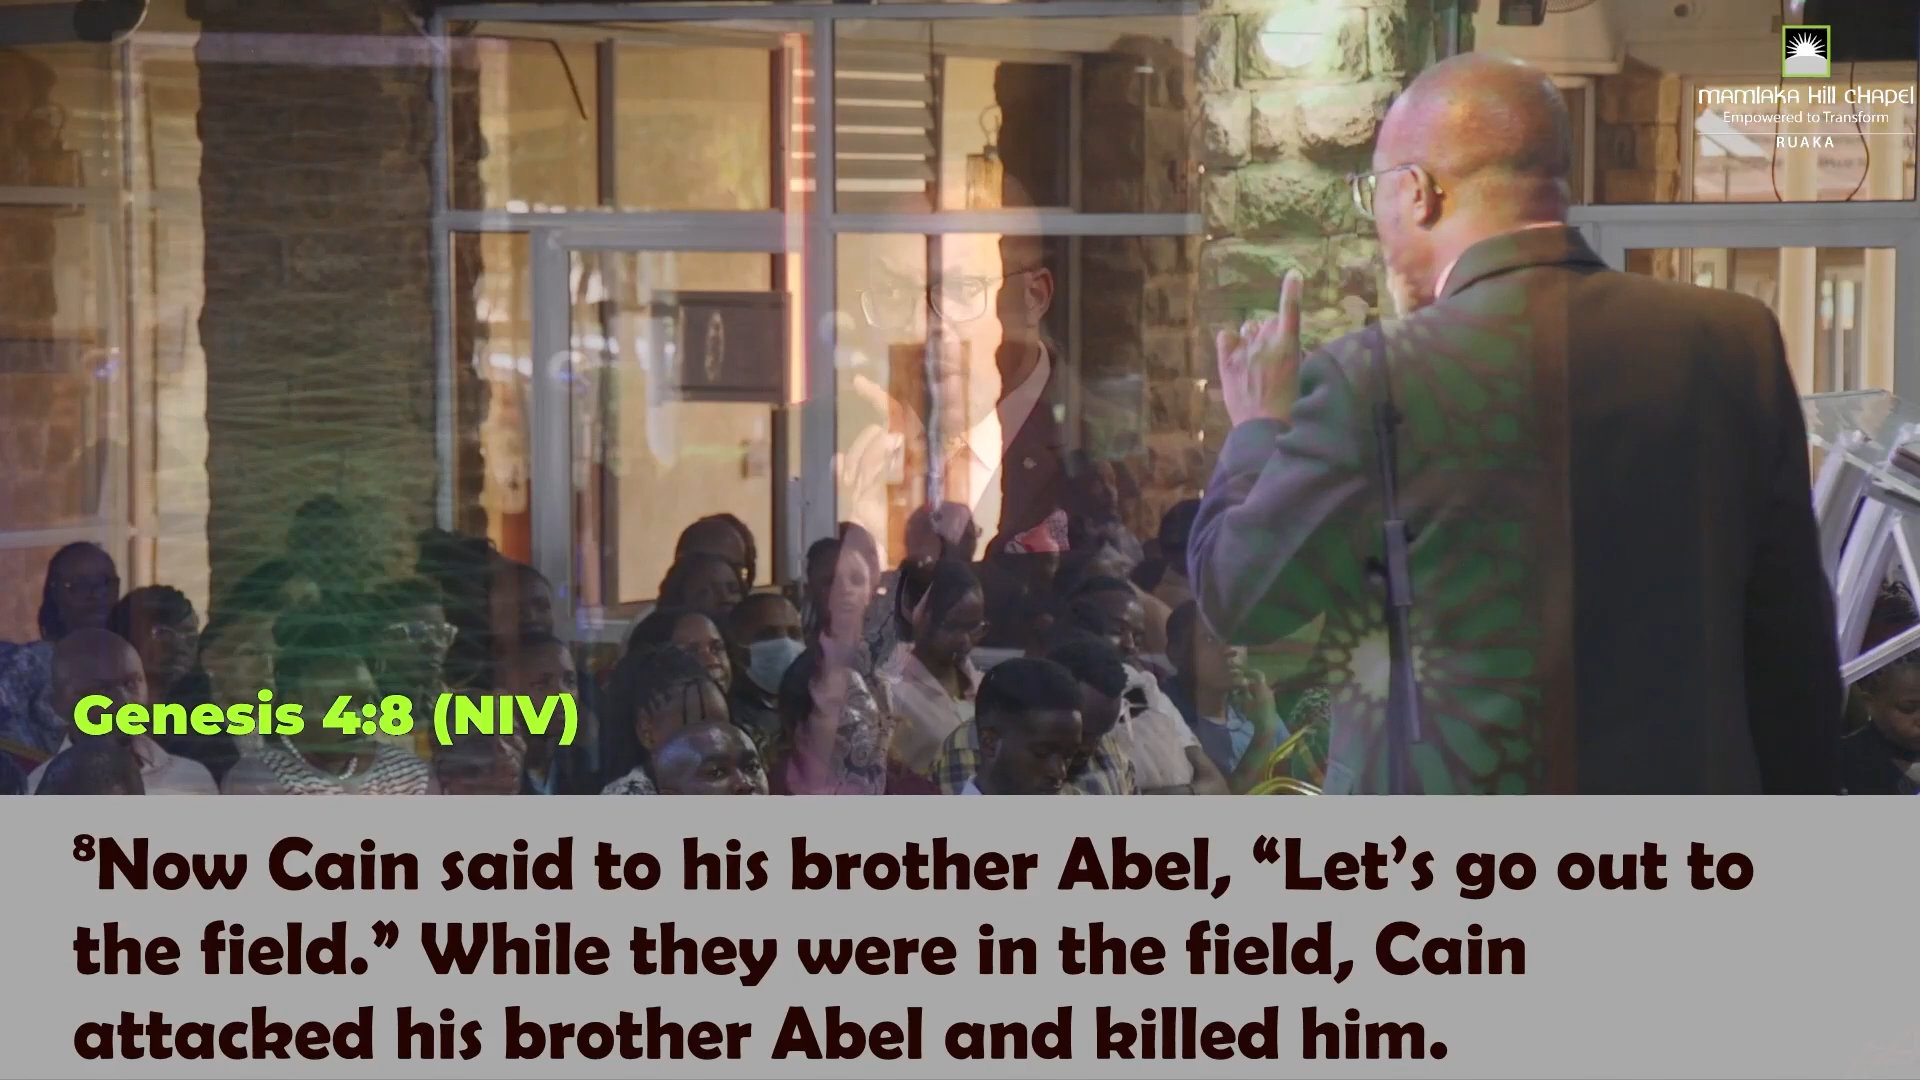 mamlaka Hill Chapel
Empowered to Transform
RUAKA
Genesis 4:8 (NIV)
⁸Now Cain said to his brother Abel, “Let’s go out to
the field.” While they were in the field, Cain
attacked his brother Abel and killed him.